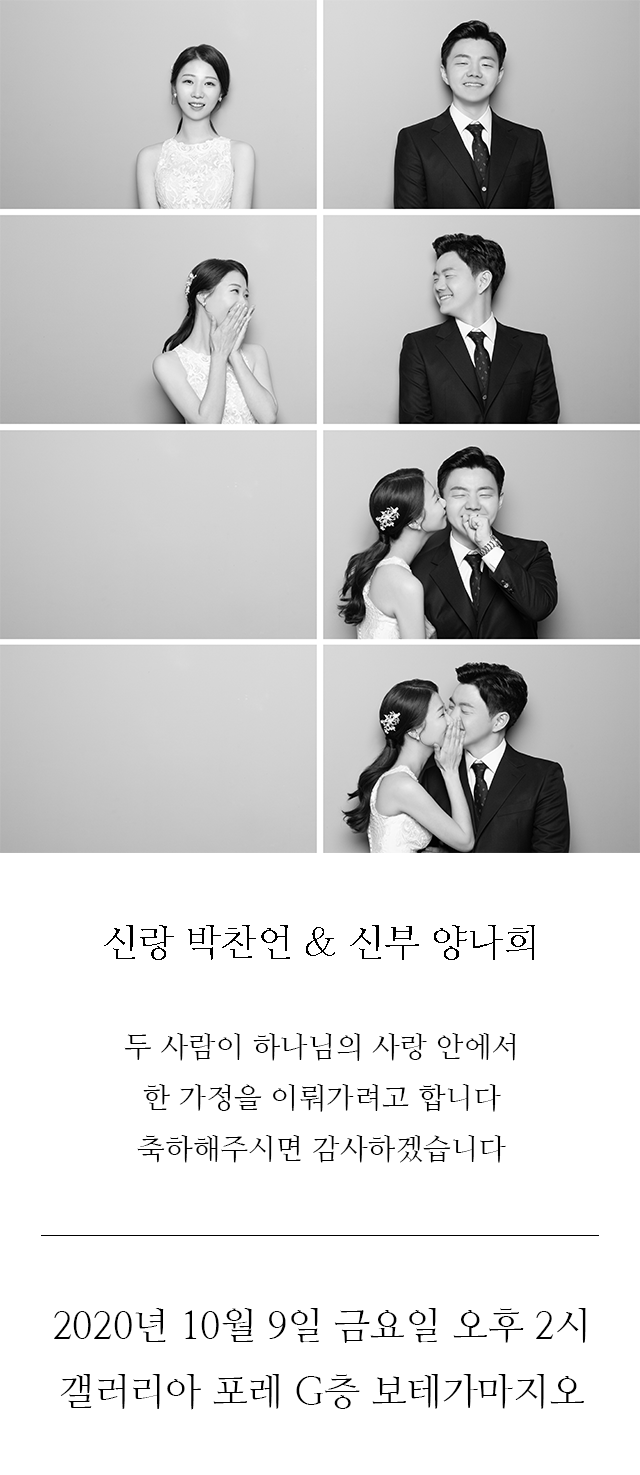 신랑 박찬언 & 신부 양나희
두 사람이 하나님의 사랑 안에서
한 가정을 이뤄가려고 합니다
축하해주시면 감사하겠습니다
2020년 10월 9일 금요일 오후 2시
갤러리아 포레 G층 보테가마지오